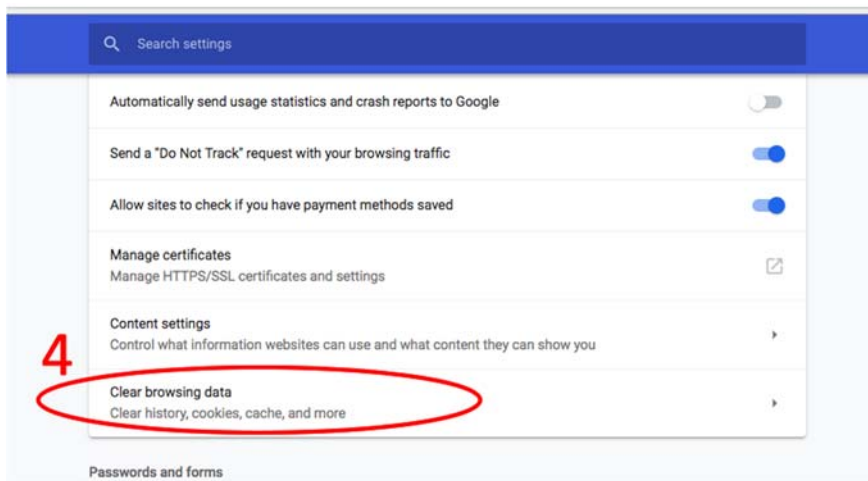 Search settings
Automatically send usage statistics and crash reports to Google
Send a "Do Not Track" request with your browsing traffic
Allow sites to check if you have payment methods saved
Manage certificates
Manage HTTPS/SSL certificates and settings
Content settings
Control what information websites can use and what content they can show you
4
Clear browsing data
Clear history, cookies, cache, and more
Passwords and forms